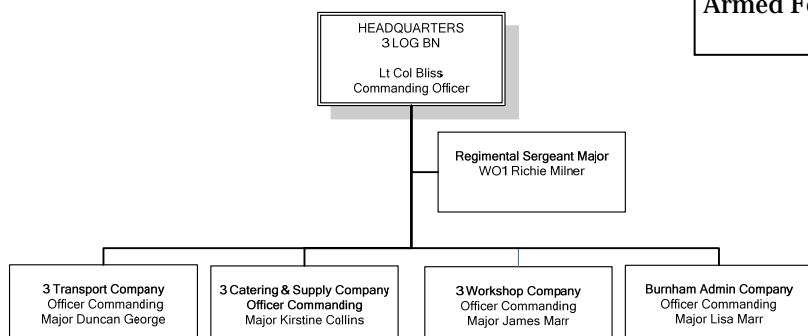 Armed Fo
HEADQUARTERS
3 LOG BN
Lt Col Bliss
Commanding Officer
Regimental Sergeant Major
WO1 Richie Milner
3 Transport Company
Officer Commanding
Major Duncan George
3 Catering & Supply Company
Officer Commanding
Major Kirstine Collins
3 Workshop Company
Officer Commanding
Major James Marr
Burnham Admin Company
Officer Commanding
Major Lisa Marr